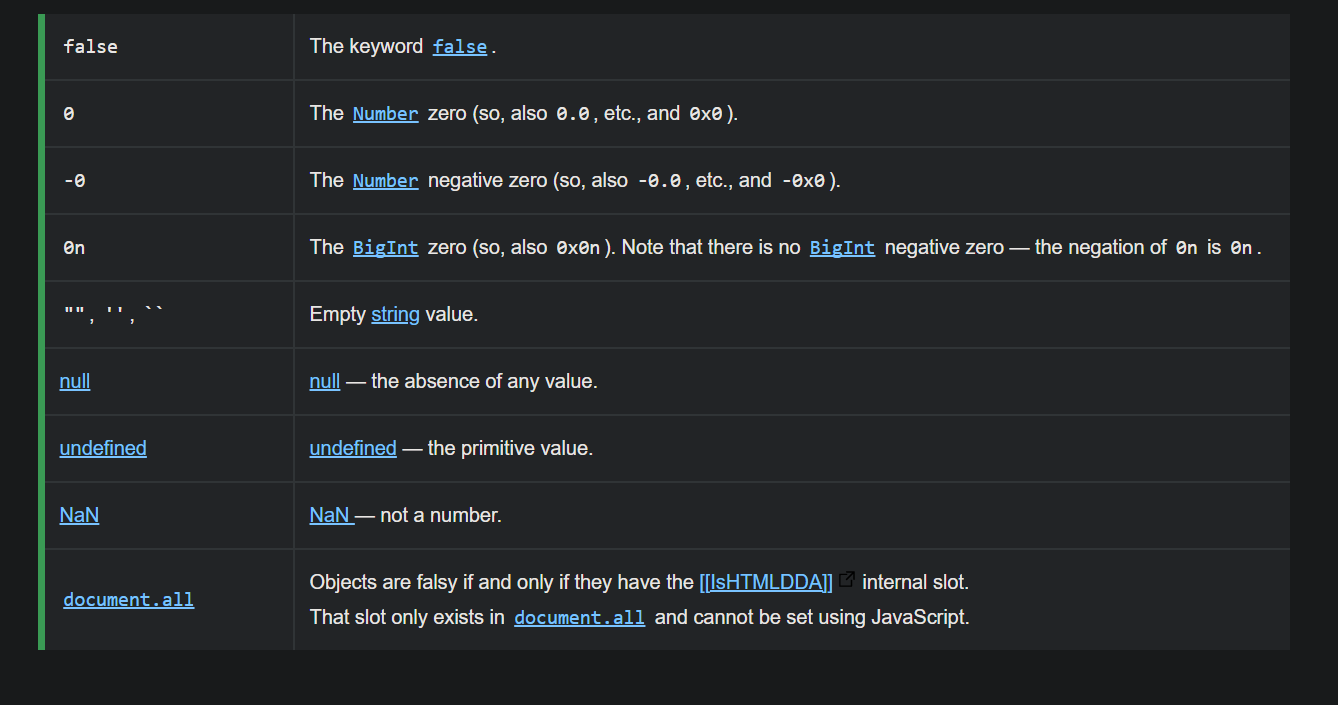 false The keyword false.
0 The Number zero (so, also 0.0, etc., and 0x0).
-0 The Number negative zero (so, also -0.0, etc., and -0x0).
0n The BigInt zero (so, also 0x0n). Note that there is no BigInt negative zero — the negation of 0n is 0n.
"", '', `` Empty string value.
null null — the absence of any value.
undefined undefined — the primitive value.
NaN NaN — not a number.
document.all Objects are falsy if and only if they have the [[IsHTMLDDA]] internal slot.
That slot only exists in document.all and cannot be set using JavaScript.